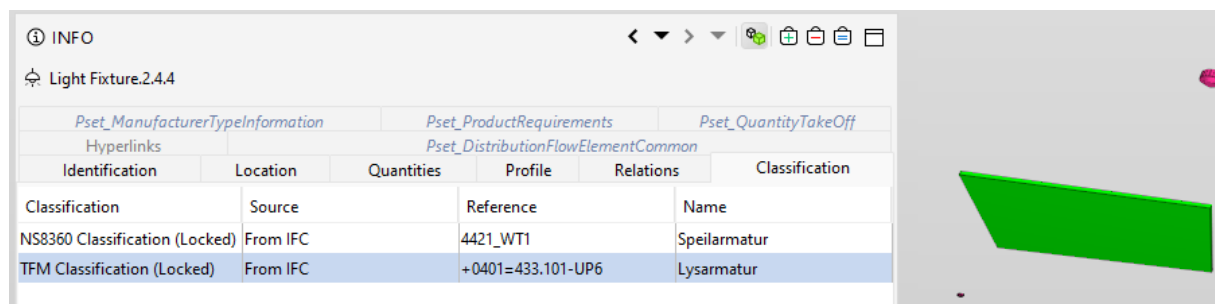 INFO
Light Fixture.2.4.4
Pset_ManufacturerTypeInformation Pset_ProductRequirements Pset_QuantityTakeOff
Hyperlinks Pset_DistributionFlowElementCommon
Identification Location Quantities Profile Relations Classification
Classification Source Reference Name
NS8360 Classification (Locked) From IFC 4421_WT1 Speilarmatur
TFM Classification (Locked) From IFC +0401=433.101-UP6 Lysarmatur